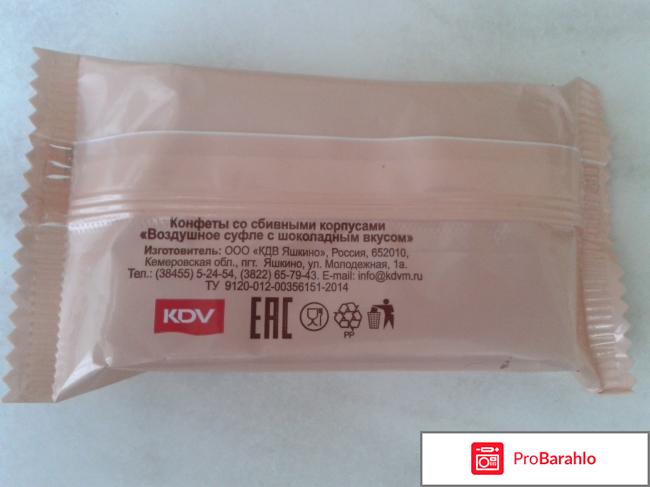 Конфеты со сбивными корпусами
«Воздушное суфле с шоколадным вкусом»
Изготовитель: ООО «КДВ Яшкино», Россия, 652010,
Кемеровская обл., пгт. Яшкино, ул. Молодежная, 1а.
Тел.: (38455) 5-24-54, (3822) 65-79-43. E-mail: info@kdvm.ru
ТУ 9120-012-00356151-2014
KDV EAC
PP
ProBarahlo